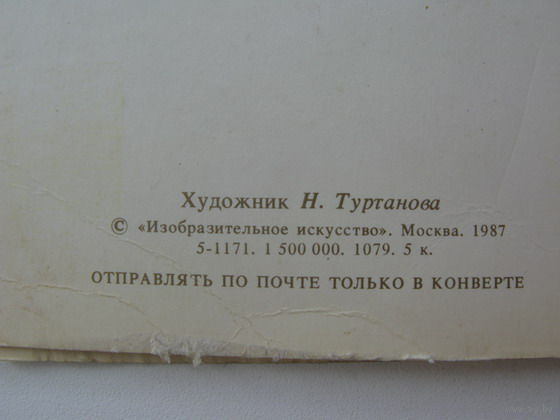 Художник Н. Туртанова
© «Изобразительное искусство». Москва. 1987
5-1171. 1 500 000. 1079. 5 к.
ОТПРАВЛЯТЬ ПО ПОЧТЕ ТОЛЬКО В КОНВЕРТЕ